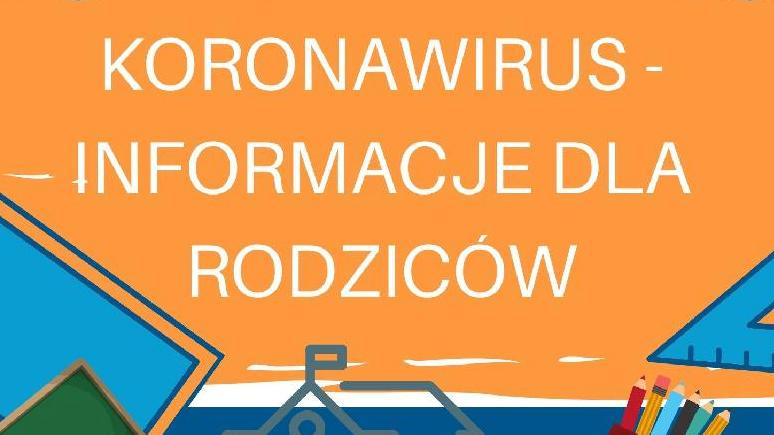 KORONAWIRUS -
INFORMACJE DLA
RODZICÓW